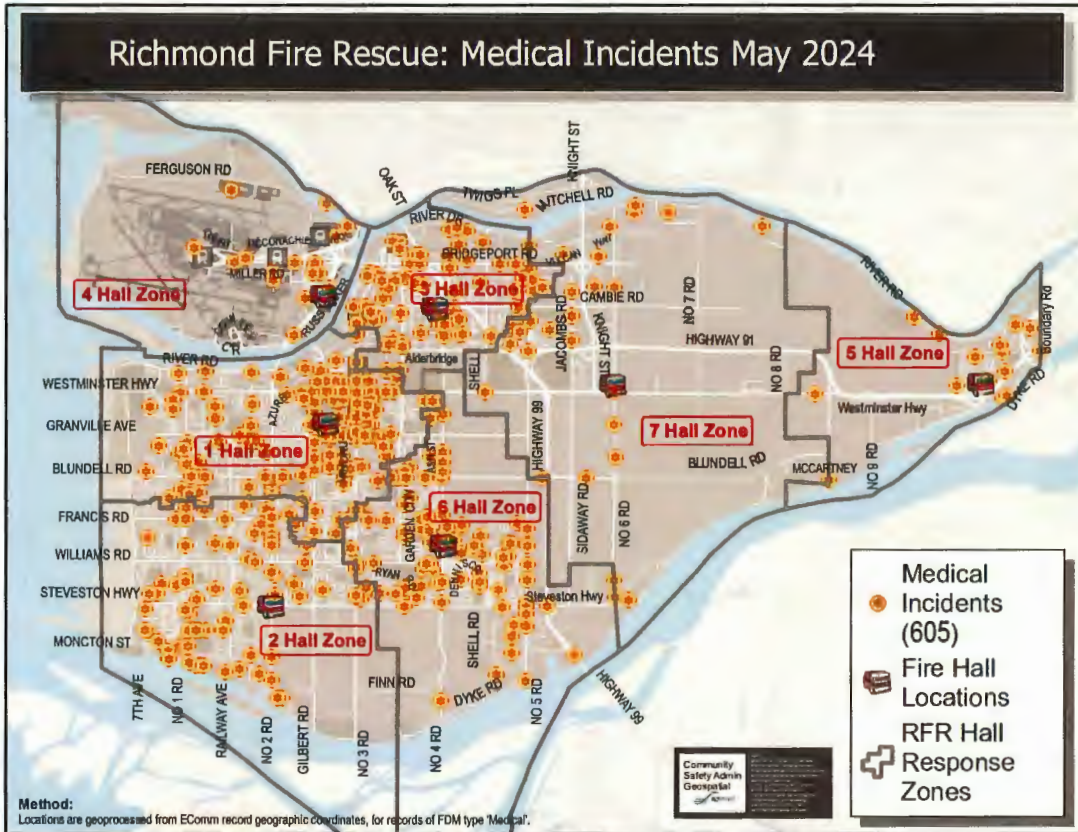 Richmond Fire Rescue: Medical Incidents May 2024
FERGUSON RD
OAK ST
TWIGS PL
KNIGHT ST
MITCHELL RD
RIVER DR
BRIDGEPORT RD
MILLER RD
4 Hall Zone
3 Hall Zone
CAMBIE RD
NO 7 RD
RIVER RD
Boundary Rd
JACOBS RD
KNIGHT ST
HIGHWAY 91
RIVER RD
Alderbridge
SHELL
NO 8 RD
5 Hall Zone
WESTMINSTER HWY
DYKE RD
Westminster Hwy
GRANVILLE AVE
1 Hall Zone
7 Hall Zone
HIGHWAY 99
BLUNDELL RD
BLUNDELL RD
MCCARTNEY
NO 9 RD
FRANCIS RD
GARDEN CITY
6 Hall Zone
SIDAWAY RD
NO 6 RD
WILLIAMS RD
RYAN
STEVESTON HWY
Steveston Hwy
2 Hall Zone
MONCTON ST
SHELL RD
FINN RD
DYKE RD
HIGHWAY 99
7TH AVE
NO 1 RD
RAILWAY AVE
NO 2 RD
GILBERT RD
NO 3 RD
NO 4 RD
NO 5 RD
Medical
Incidents
(605)
Fire Hall
Locations
RFR Hall
Response
Zones
Community
Safety Admin
Geospatial
Method:
Locations are geoprocessed from EComm record geographic coordinates, for records of FDM type 'Medical'.